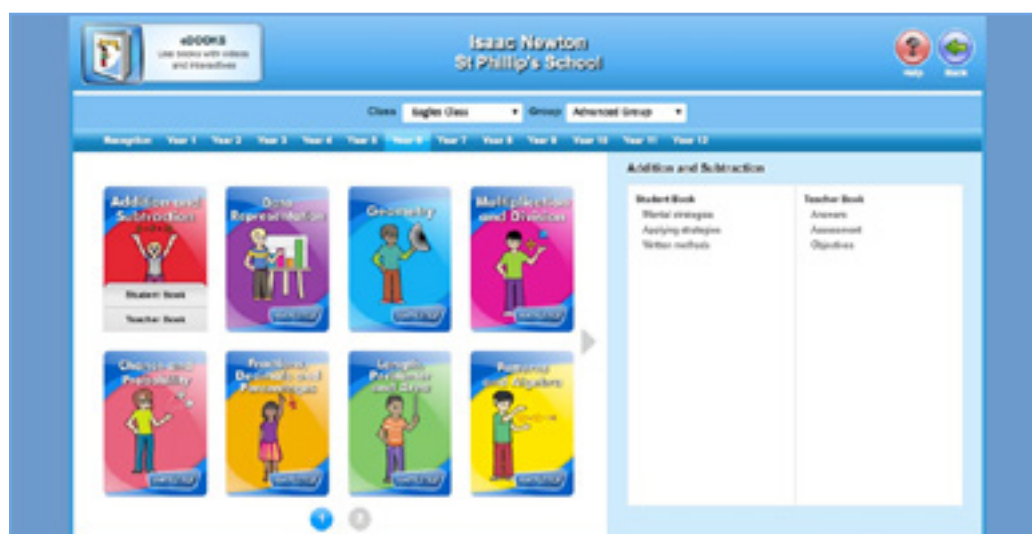 eBOOKS
Use books with videos
and interactives
Isaac Newton
St Phillip's School
Help
Back
Class Eagles Class Group Advanced Group
Reception Year 1 Year 2 Year 3 Year 4 Year 5 Year 6 Year 7 Year 8 Year 9 Year 10 Year 11 Year 12
Addition and
Subtraction
Student Book
Teacher Book
Data
Representation
Geometry
Multiplication
and Division
Chance and
Probability
Fractions,
Decimals and
Percentages
Length,
Perimeter
and Area
Patterns
and Algebra
1 2
Addition and Subtraction
Student Book
Mental strategies
Applying strategies
Written methods
Teacher Book
Answers
Assessment
Objectives